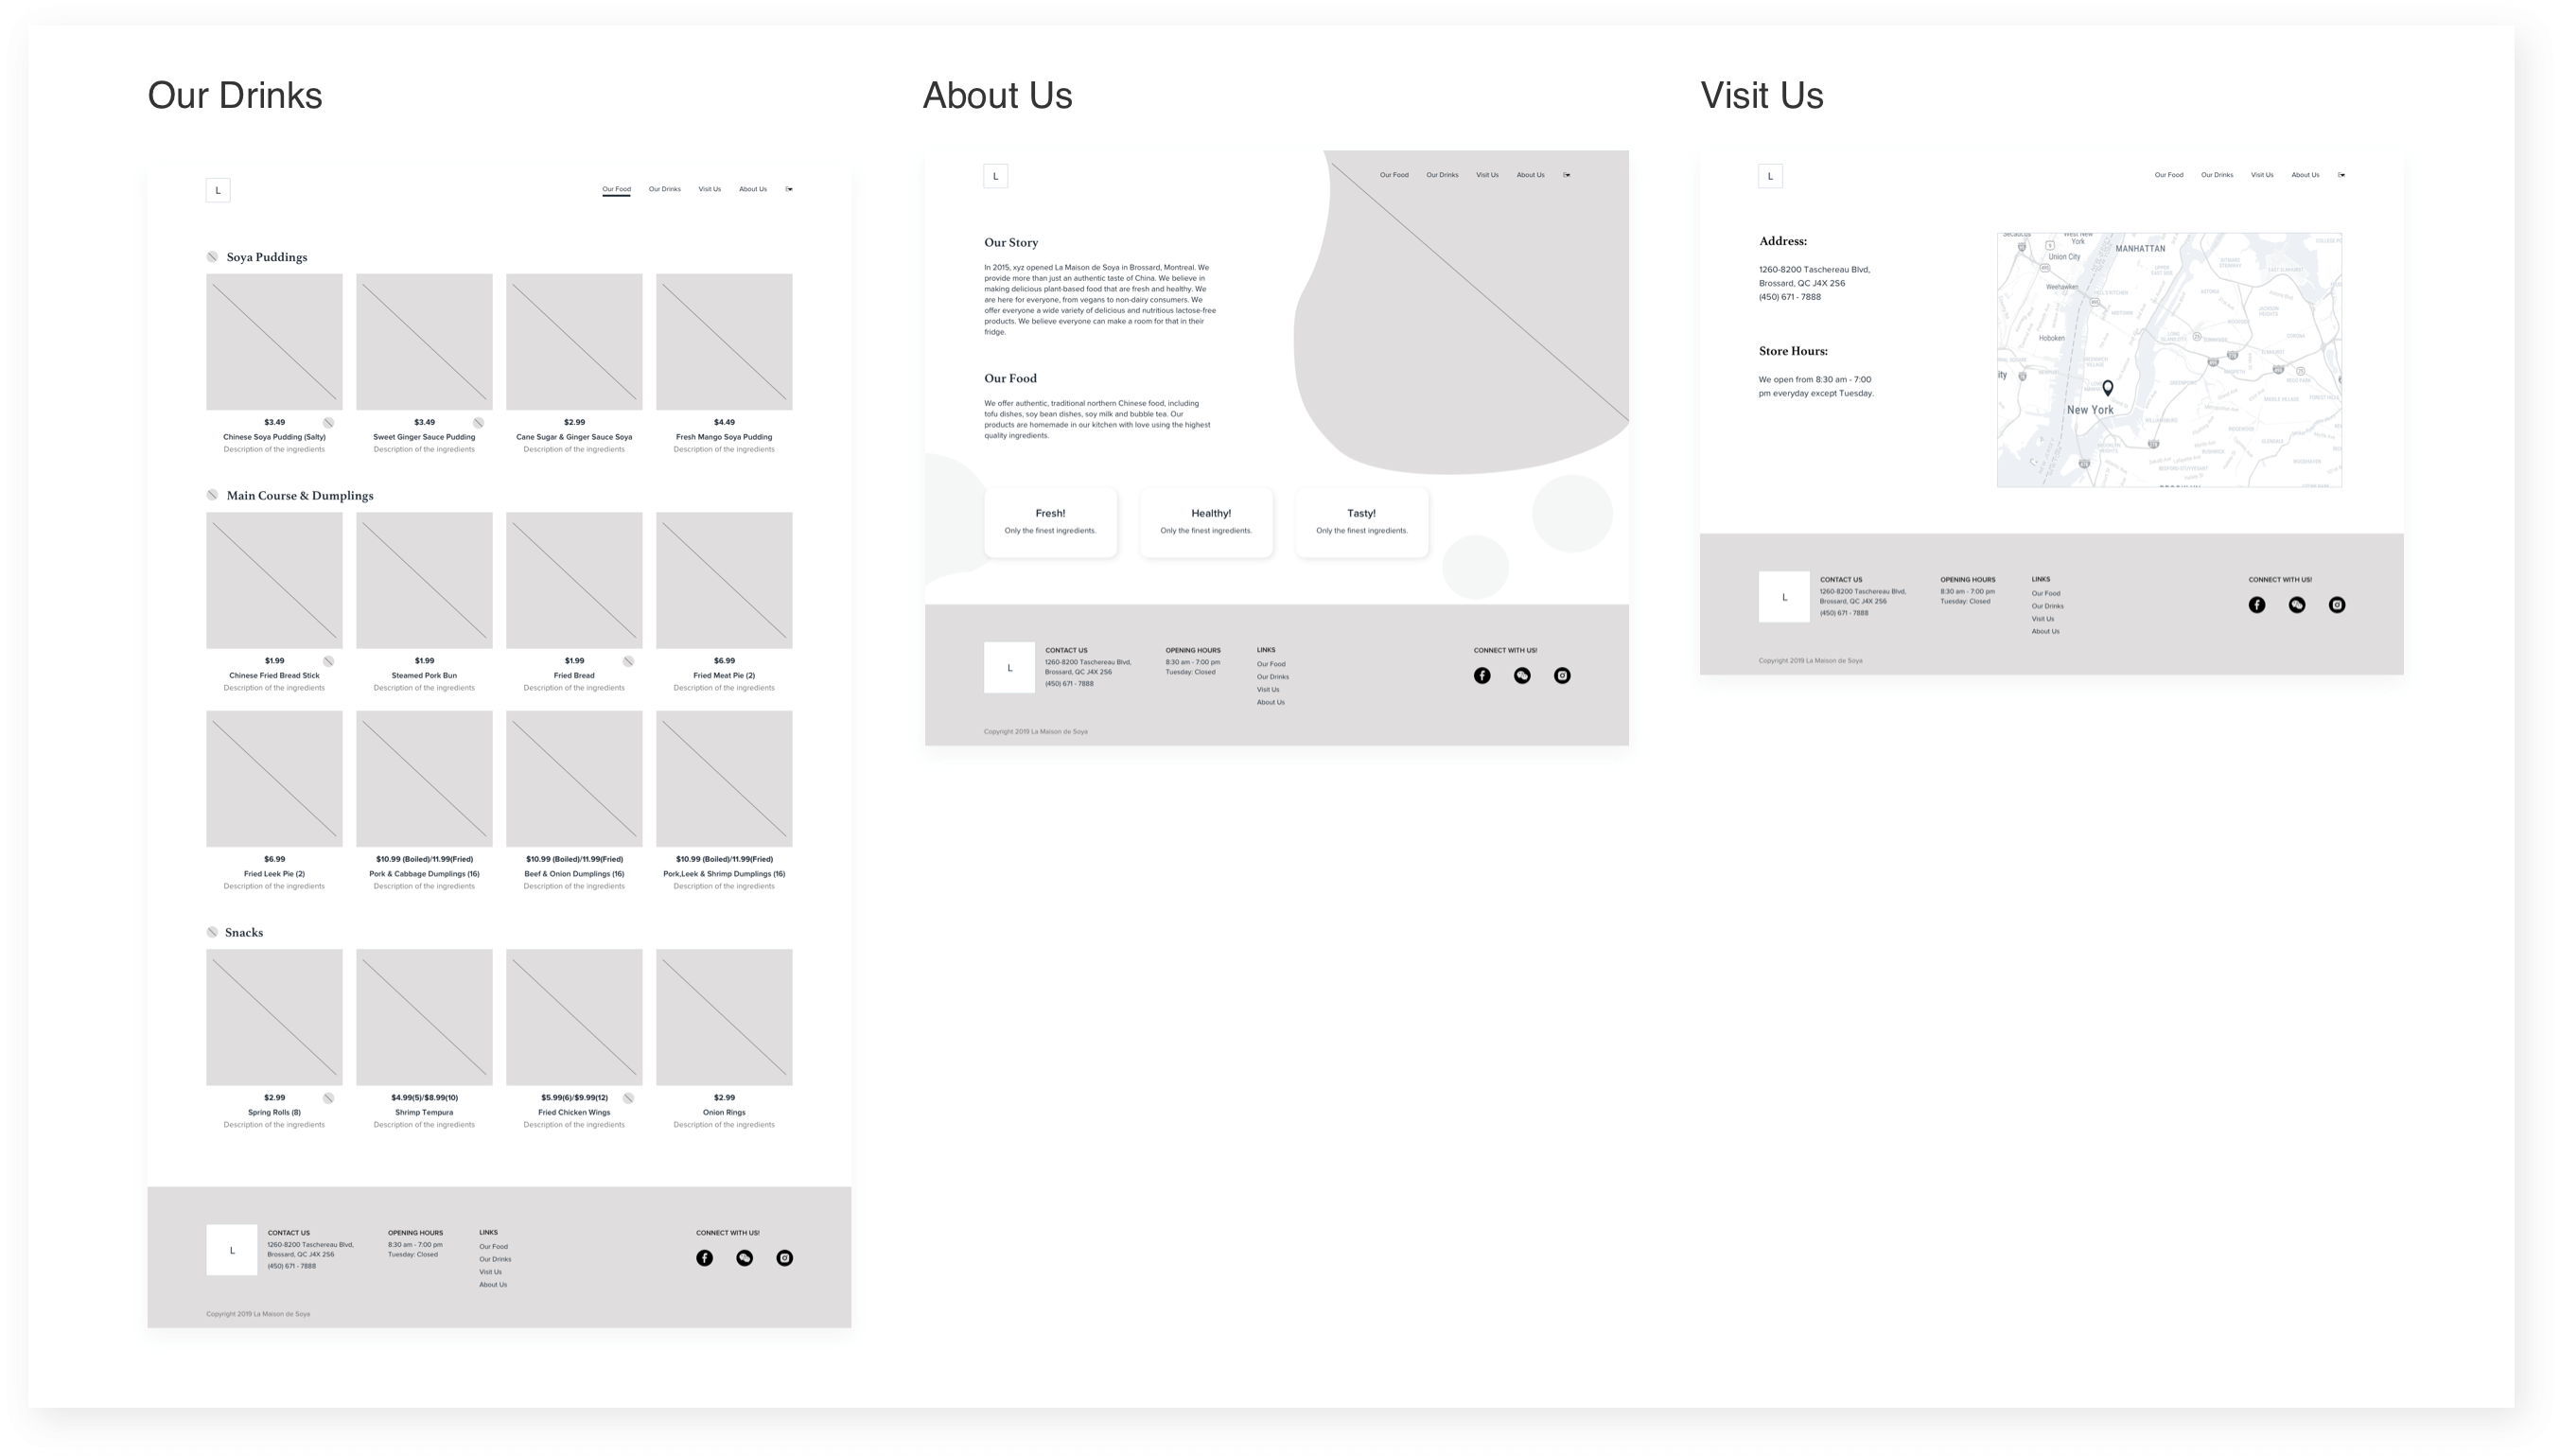 Our Drinks
L
Our Food Our Drinks Visit Us About Us
Soya Puddings
$3.49 $3.49 $2.99 $4.49
Chinese Soya Pudding (Salty) Sweet Ginger Sauce Pudding Cane Sugar & Ginger Sauce Soya Fresh Mango Soya Pudding
Description of the ingredients Description of the ingredients Description of the ingredients Description of the ingredients
Main Course & Dumplings
$1.99 $1.99 $1.99 $6.99
Chinese Fried Bread Stick Steamed Pork Bun Fried Bread Fried Meat Pie (2)
Description of the ingredients Description of the ingredients Description of the ingredients Description of the ingredients
$6.99 $10.99 (Boiled)/11.99(Fried) $10.99 (Boiled)/11.99(Fried) $10.99 (Boiled)/11.99(Fried)
Fried Leek Pie (2) Pork & Cabbage Dumplings (16) Beef & Onion Dumplings (16) Pork,Leek & Shrimp Dumplings (16)
Description of the ingredients Description of the ingredients Description of the ingredients Description of the ingredients
Snacks
$2.99 $4.99(5)/$8.99(10) $5.99(6)/$9.99(12) $2.99
Spring Rolls (8) Shrimp Tempura Fried Chicken Wings Onion Rings
Description of the ingredients Description of the ingredients Description of the ingredients Description of the ingredients
L
CONTACT US
1260-8200 Taschereau Blvd,
Brossard, QC J4X 2S6
(450) 671 - 7888
OPENING HOURS
8:30 am - 7:00 pm
Tuesday: Closed
LINKS
Our Food
Our Drinks
Visit Us
About Us
CONNECT WITH US!
Copyright 2019 La Maison de Soya
About Us
L
Our Food Our Drinks Visit Us About Us
Our Story
In 2015, xyz opened La Maison de Soya in Brossard, Montreal. We
provide more than just an authentic taste of China. We believe in
making delicious plant-based food that are fresh and healthy. We
are here for everyone, from vegans to non-dairy consumers. We
offer everyone a wide variety of delicious and nutritious lactose-free
products. We believe everyone can make a room for that in their
fridge.
Our Food
We offer authentic, traditional northern Chinese food, including
tofu dishes, soy bean dishes, soy milk and bubble tea. Our
products are homemade in our kitchen with love using the highest
quality ingredients.
Fresh! Healthy! Tasty!
Only the finest ingredients. Only the finest ingredients. Only the finest ingredients.
L
CONTACT US
1260-8200 Taschereau Blvd,
Brossard, QC J4X 2S6
(450) 671 - 7888
OPENING HOURS
8:30 am - 7:00 pm
Tuesday: Closed
LINKS
Our Food
Our Drinks
Visit Us
About Us
CONNECT WITH US!
Copyright 2019 La Maison de Soya
Visit Us
L
Our Food Our Drinks Visit Us About Us
Address:
1260-8200 Taschereau Blvd,
Brossard, QC J4X 2S6
(450) 671 - 7888
Store Hours:
We open from 8:30 am - 7:00
pm everyday except Tuesday.
West New
York
MANHATTAN
Union City
Weehawken
Hoboken
New York
L
CONTACT US
1260-8200 Taschereau Blvd,
Brossard, QC J4X 2S6
(450) 671 - 7888
OPENING HOURS
8:30 am - 7:00 pm
Tuesday: Closed
LINKS
Our Food
Our Drinks
Visit Us
About Us
CONNECT WITH US!
Copyright 2019 La Maison de Soya